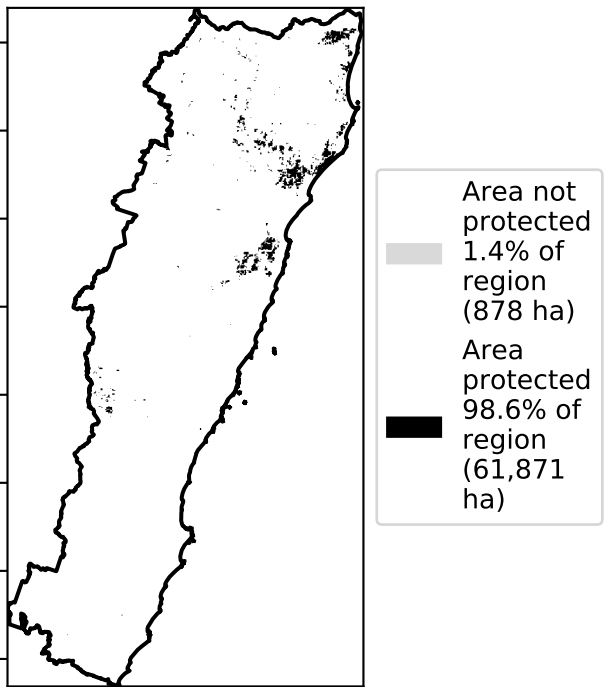 Area not
protected
1.4% of
region
(878 ha)
Area
protected
98.6% of
region
(61,871
ha)